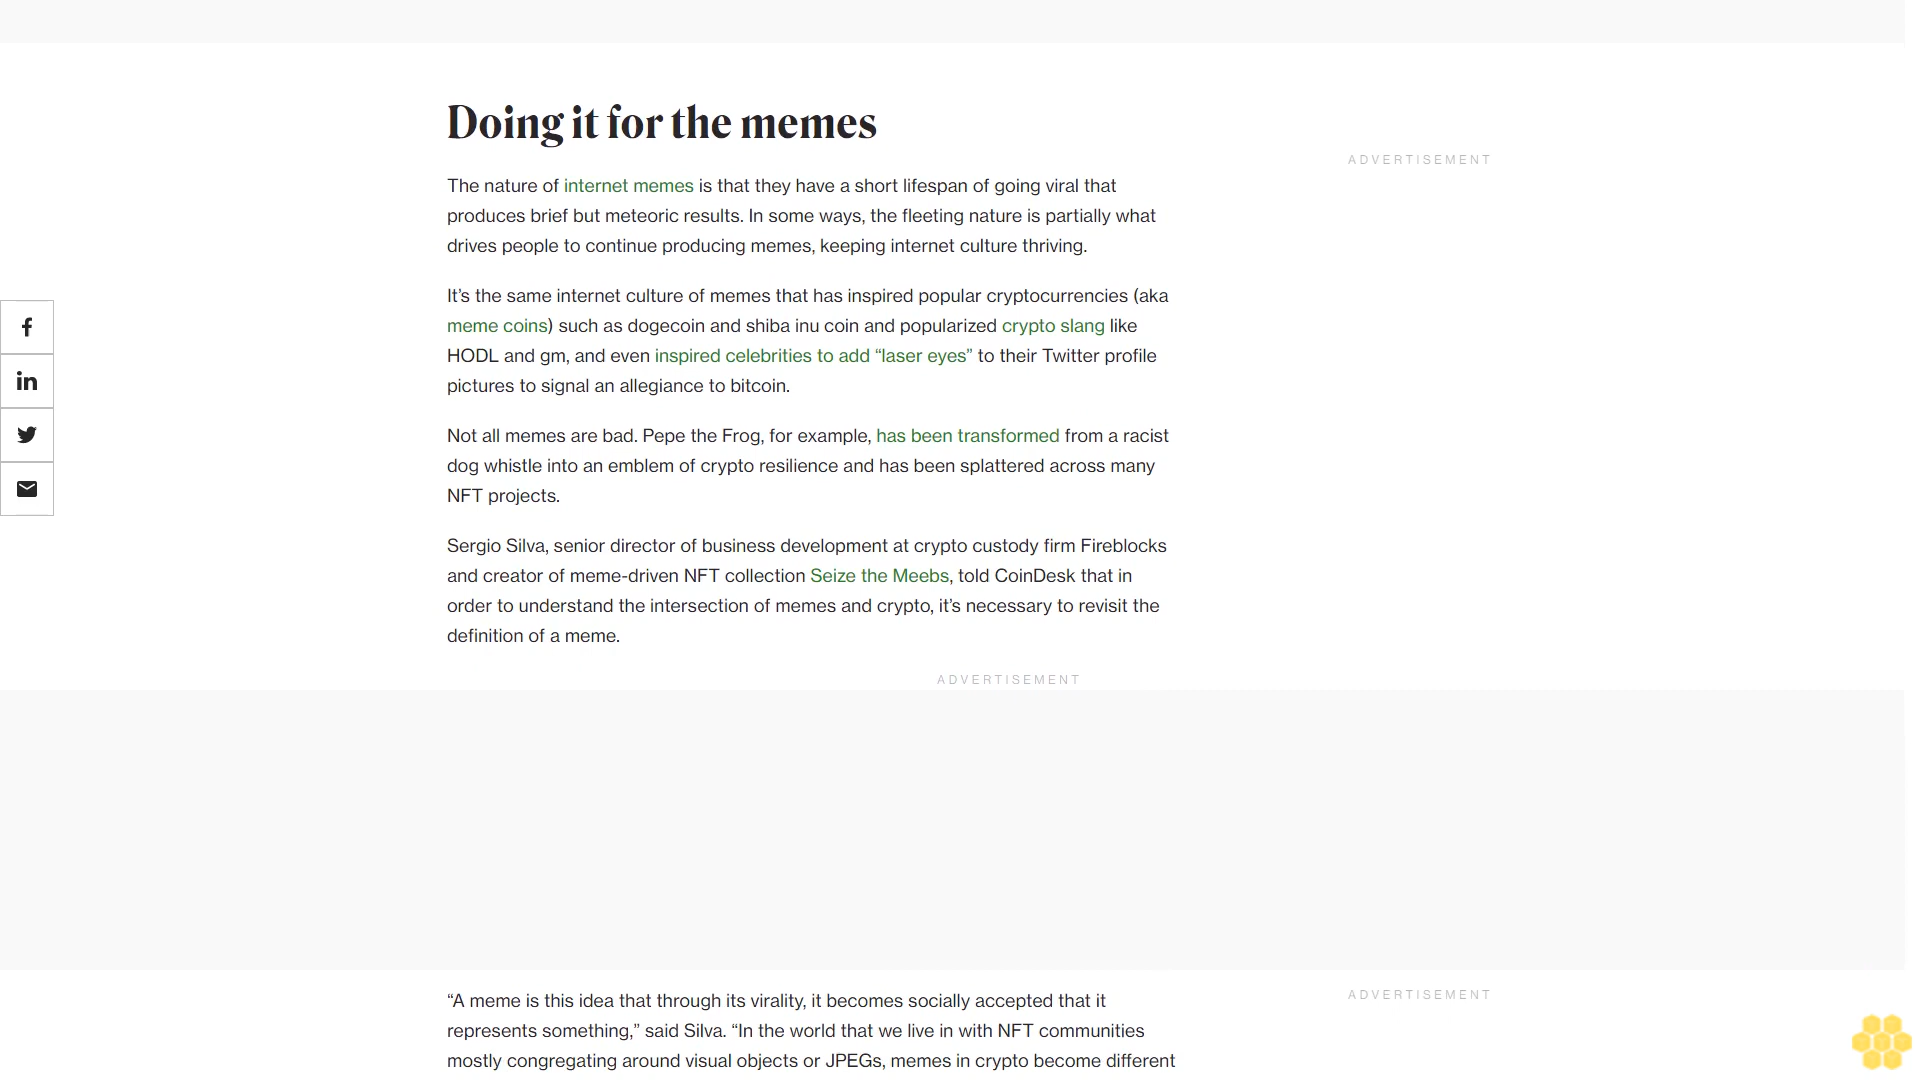 Doing it for the memes
ADVERTISEMENT
The nature of internet memes is that they have a short lifespan of going viral that
produces brief but meteoric results. In some ways, the fleeting nature is partially what
drives people to continue producing memes, keeping internet culture thriving.
It’s the same internet culture of memes that has inspired popular cryptocurrencies (aka
meme coins) such as dogecoin and shiba inu coin and popularized crypto slang like
HODL and gm, and even inspired celebrities to add “laser eyes” to their Twitter profile
pictures to signal an allegiance to bitcoin.
Not all memes are bad. Pepe the Frog, for example, has been transformed from a racist
dog whistle into an emblem of crypto resilience and has been splattered across many
NFT projects.
Sergio Silva, senior director of business development at crypto custody firm Fireblocks
and creator of meme-driven NFT collection Seize the Meebs, told CoinDesk that in
order to understand the intersection of memes and crypto, it’s necessary to revisit the
definition of a meme.
ADVERTISEMENT
“A meme is this idea that through its virality, it becomes socially accepted that it
represents something,” said Silva. “In the world that we live in with NFT communities
mostly congregating around visual objects or JPEGs, memes in crypto become different
ADVERTISEMENT